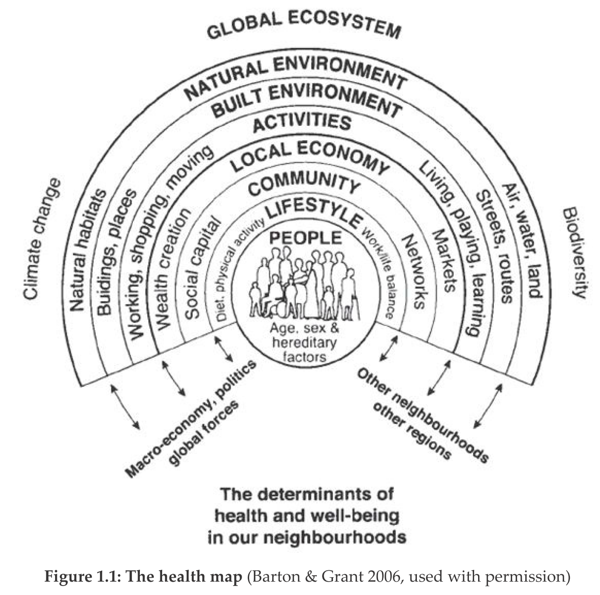 GLOBAL ECOSYSTEM
NATURAL ENVIRONMENT
BUILT ENVIRONMENT
ACTIVITIES
LOCAL ECONOMY
COMMUNITY
LIFESTYLE
PEOPLE
Age, sex &
hereditary
factors
Climate change
Natural habitats
Buidings, places
Working, shopping, moving
Wealth creation
Social capital
Diet, physical activity
Work/life balance
Networks
Markets
Living, playing, learning
Streets, routes
Air, water, land
Biodiversity
Macro-economy, politics
global forces
Other neighbourhoods
other regions
The determinants of
health and well-being
in our neighbourhoods
Figure 1.1: The health map (Barton & Grant 2006, used with permission)